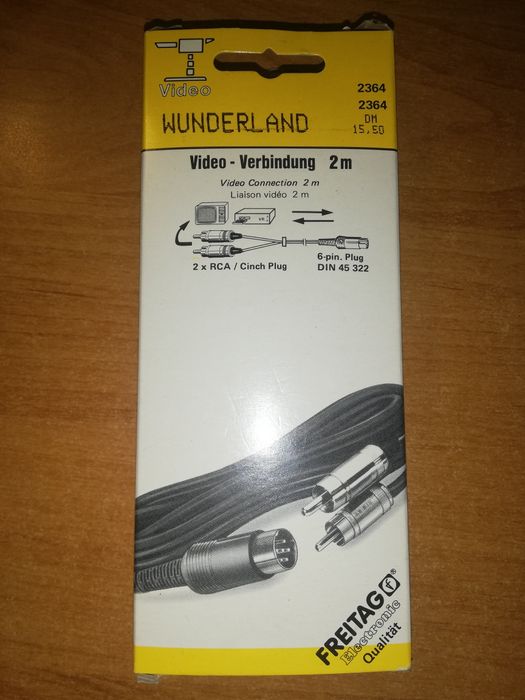 Video
2364
2364
WUNDERLAND
DM
15,50
Video - Verbindung 2 m
Video Connection 2 m
Liaison vidéo 2 m
VR
2 x RCA / Cinch Plug
6-pin. Plug
DIN 45 322
FREITAG f®
Electronic
Qualität